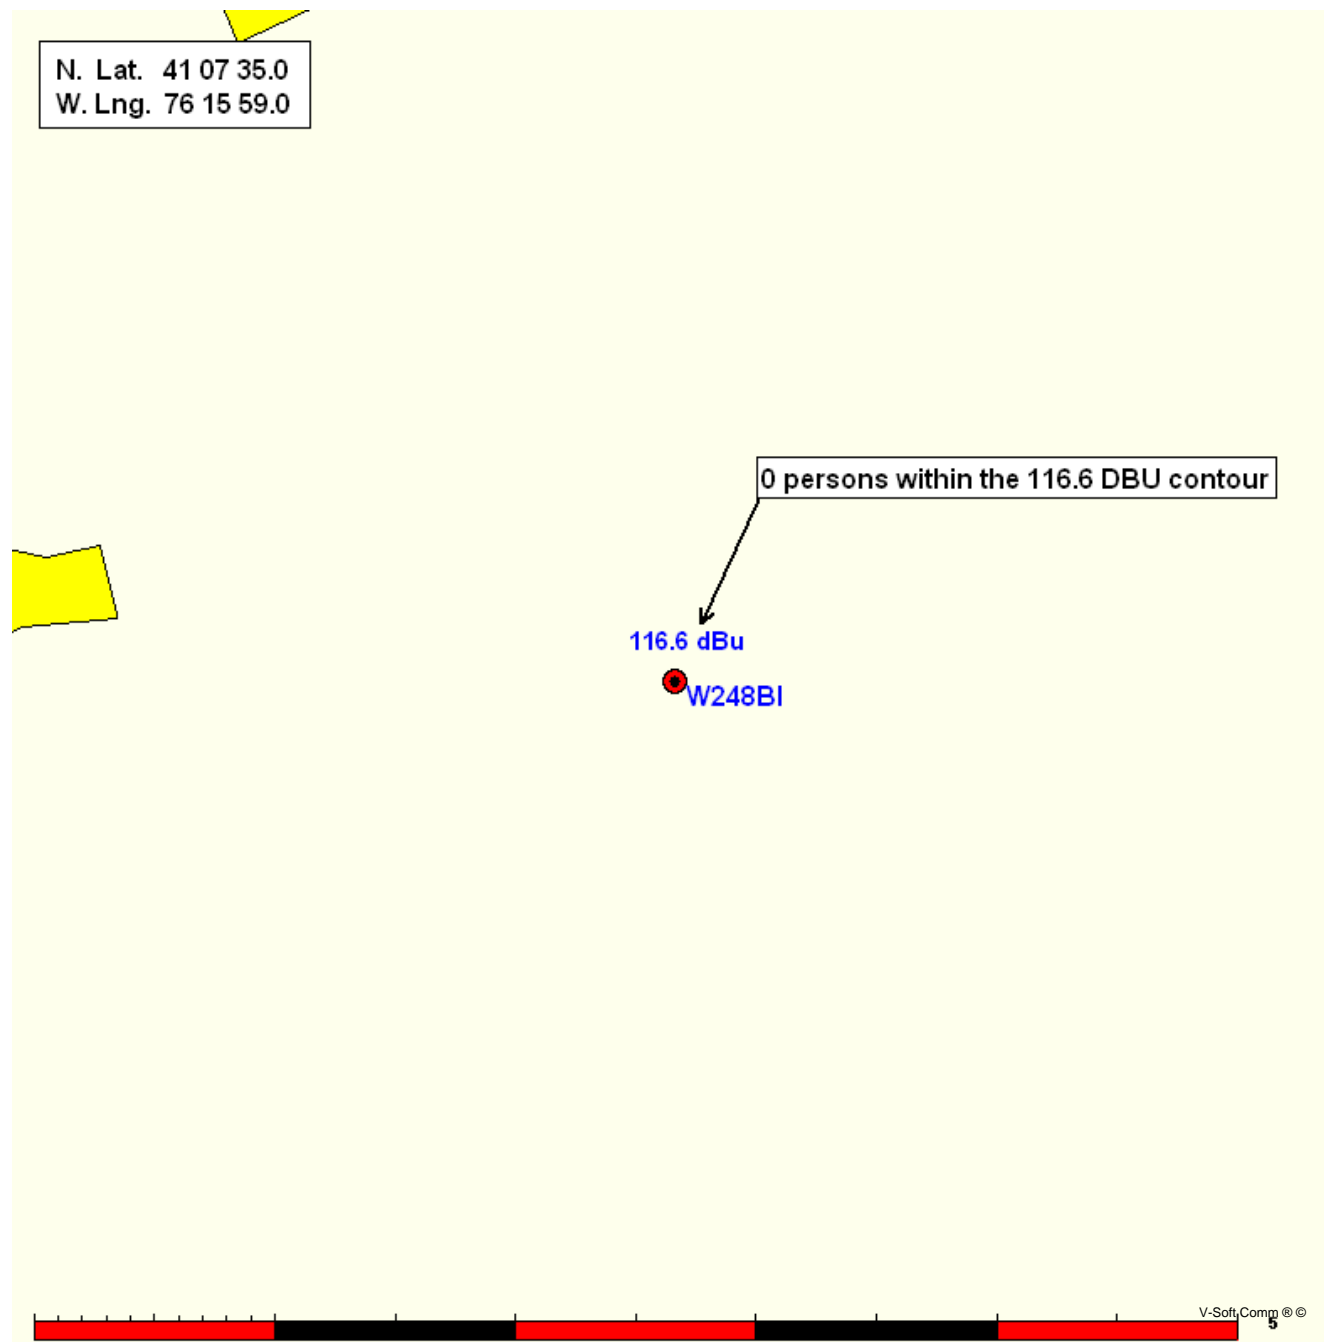 N. Lat. 41 07 35.0
W. Lng. 76 15 59.0
0 persons within the 116.6 DBU contour
116.6 dBu
W248BI
V-Soft Comm ® ©
5